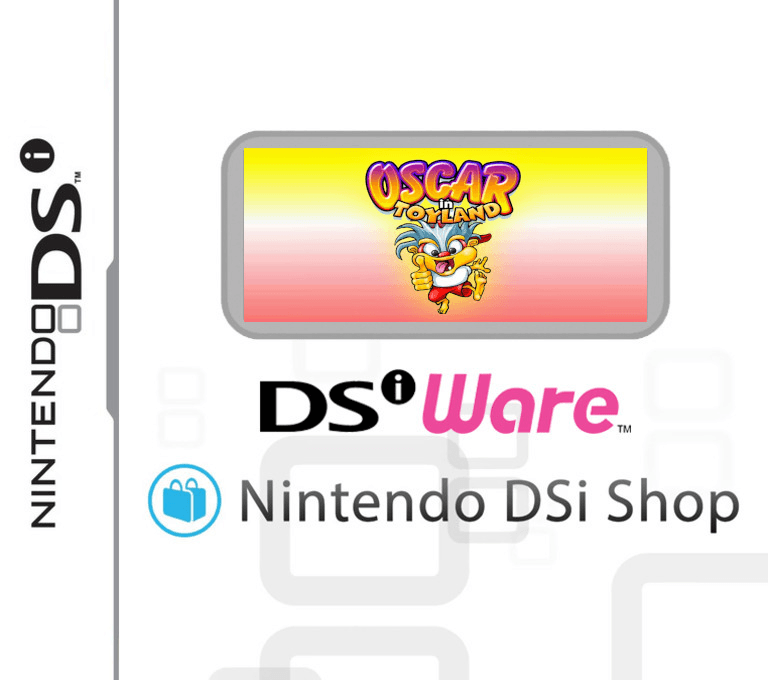 NINTENDO DSi™
OSCAR
in
TOYLAND
DSiWare™
Nintendo DSi Shop